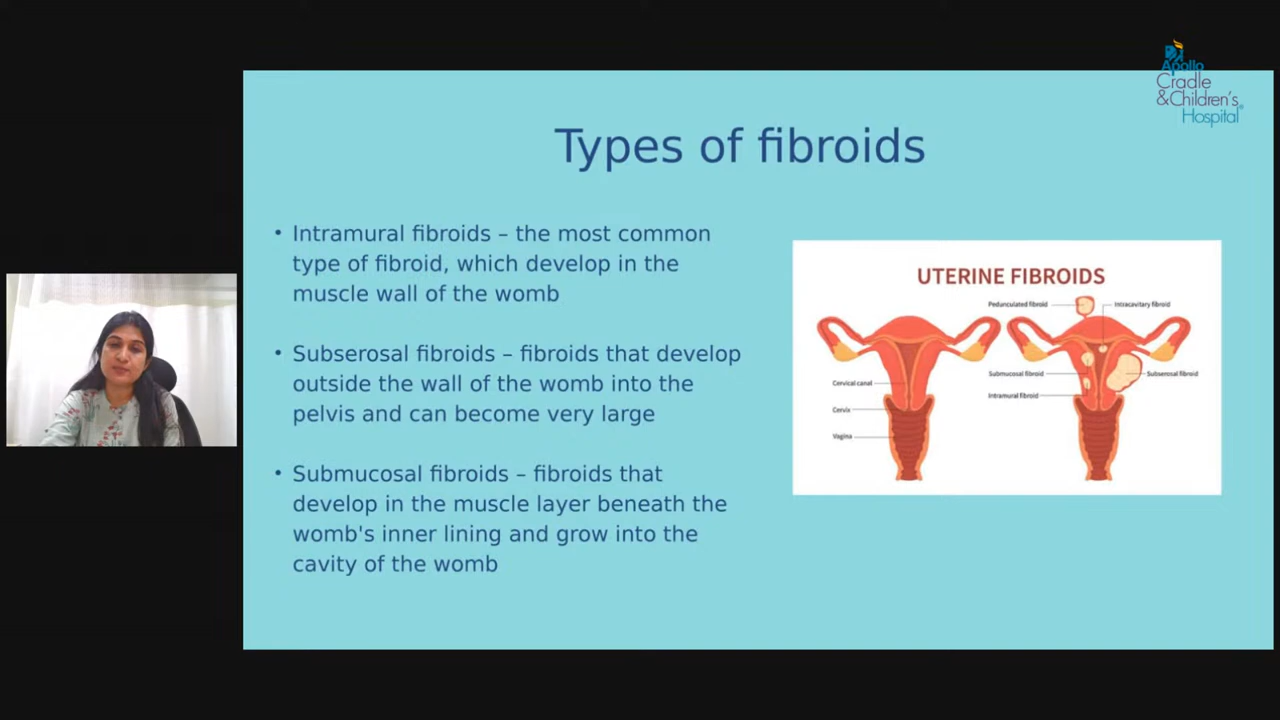 Apollo
Cradle
&Children's
Hospital
Types of fibroids
• Intramural fibroids – the most common
type of fibroid, which develop in the
muscle wall of the womb
• Subserosal fibroids – fibroids that develop
outside the wall of the womb into the
pelvis and can become very large
• Submucosal fibroids – fibroids that
develop in the muscle layer beneath the
womb's inner lining and grow into the
cavity of the womb
UTERINE FIBROIDS
Pedunculated fibroid
Intracavitary fibroid
Submucosal fibroid
Subserosal fibroid
Intramural fibroid
Cervical canal
Cervix
Vagina